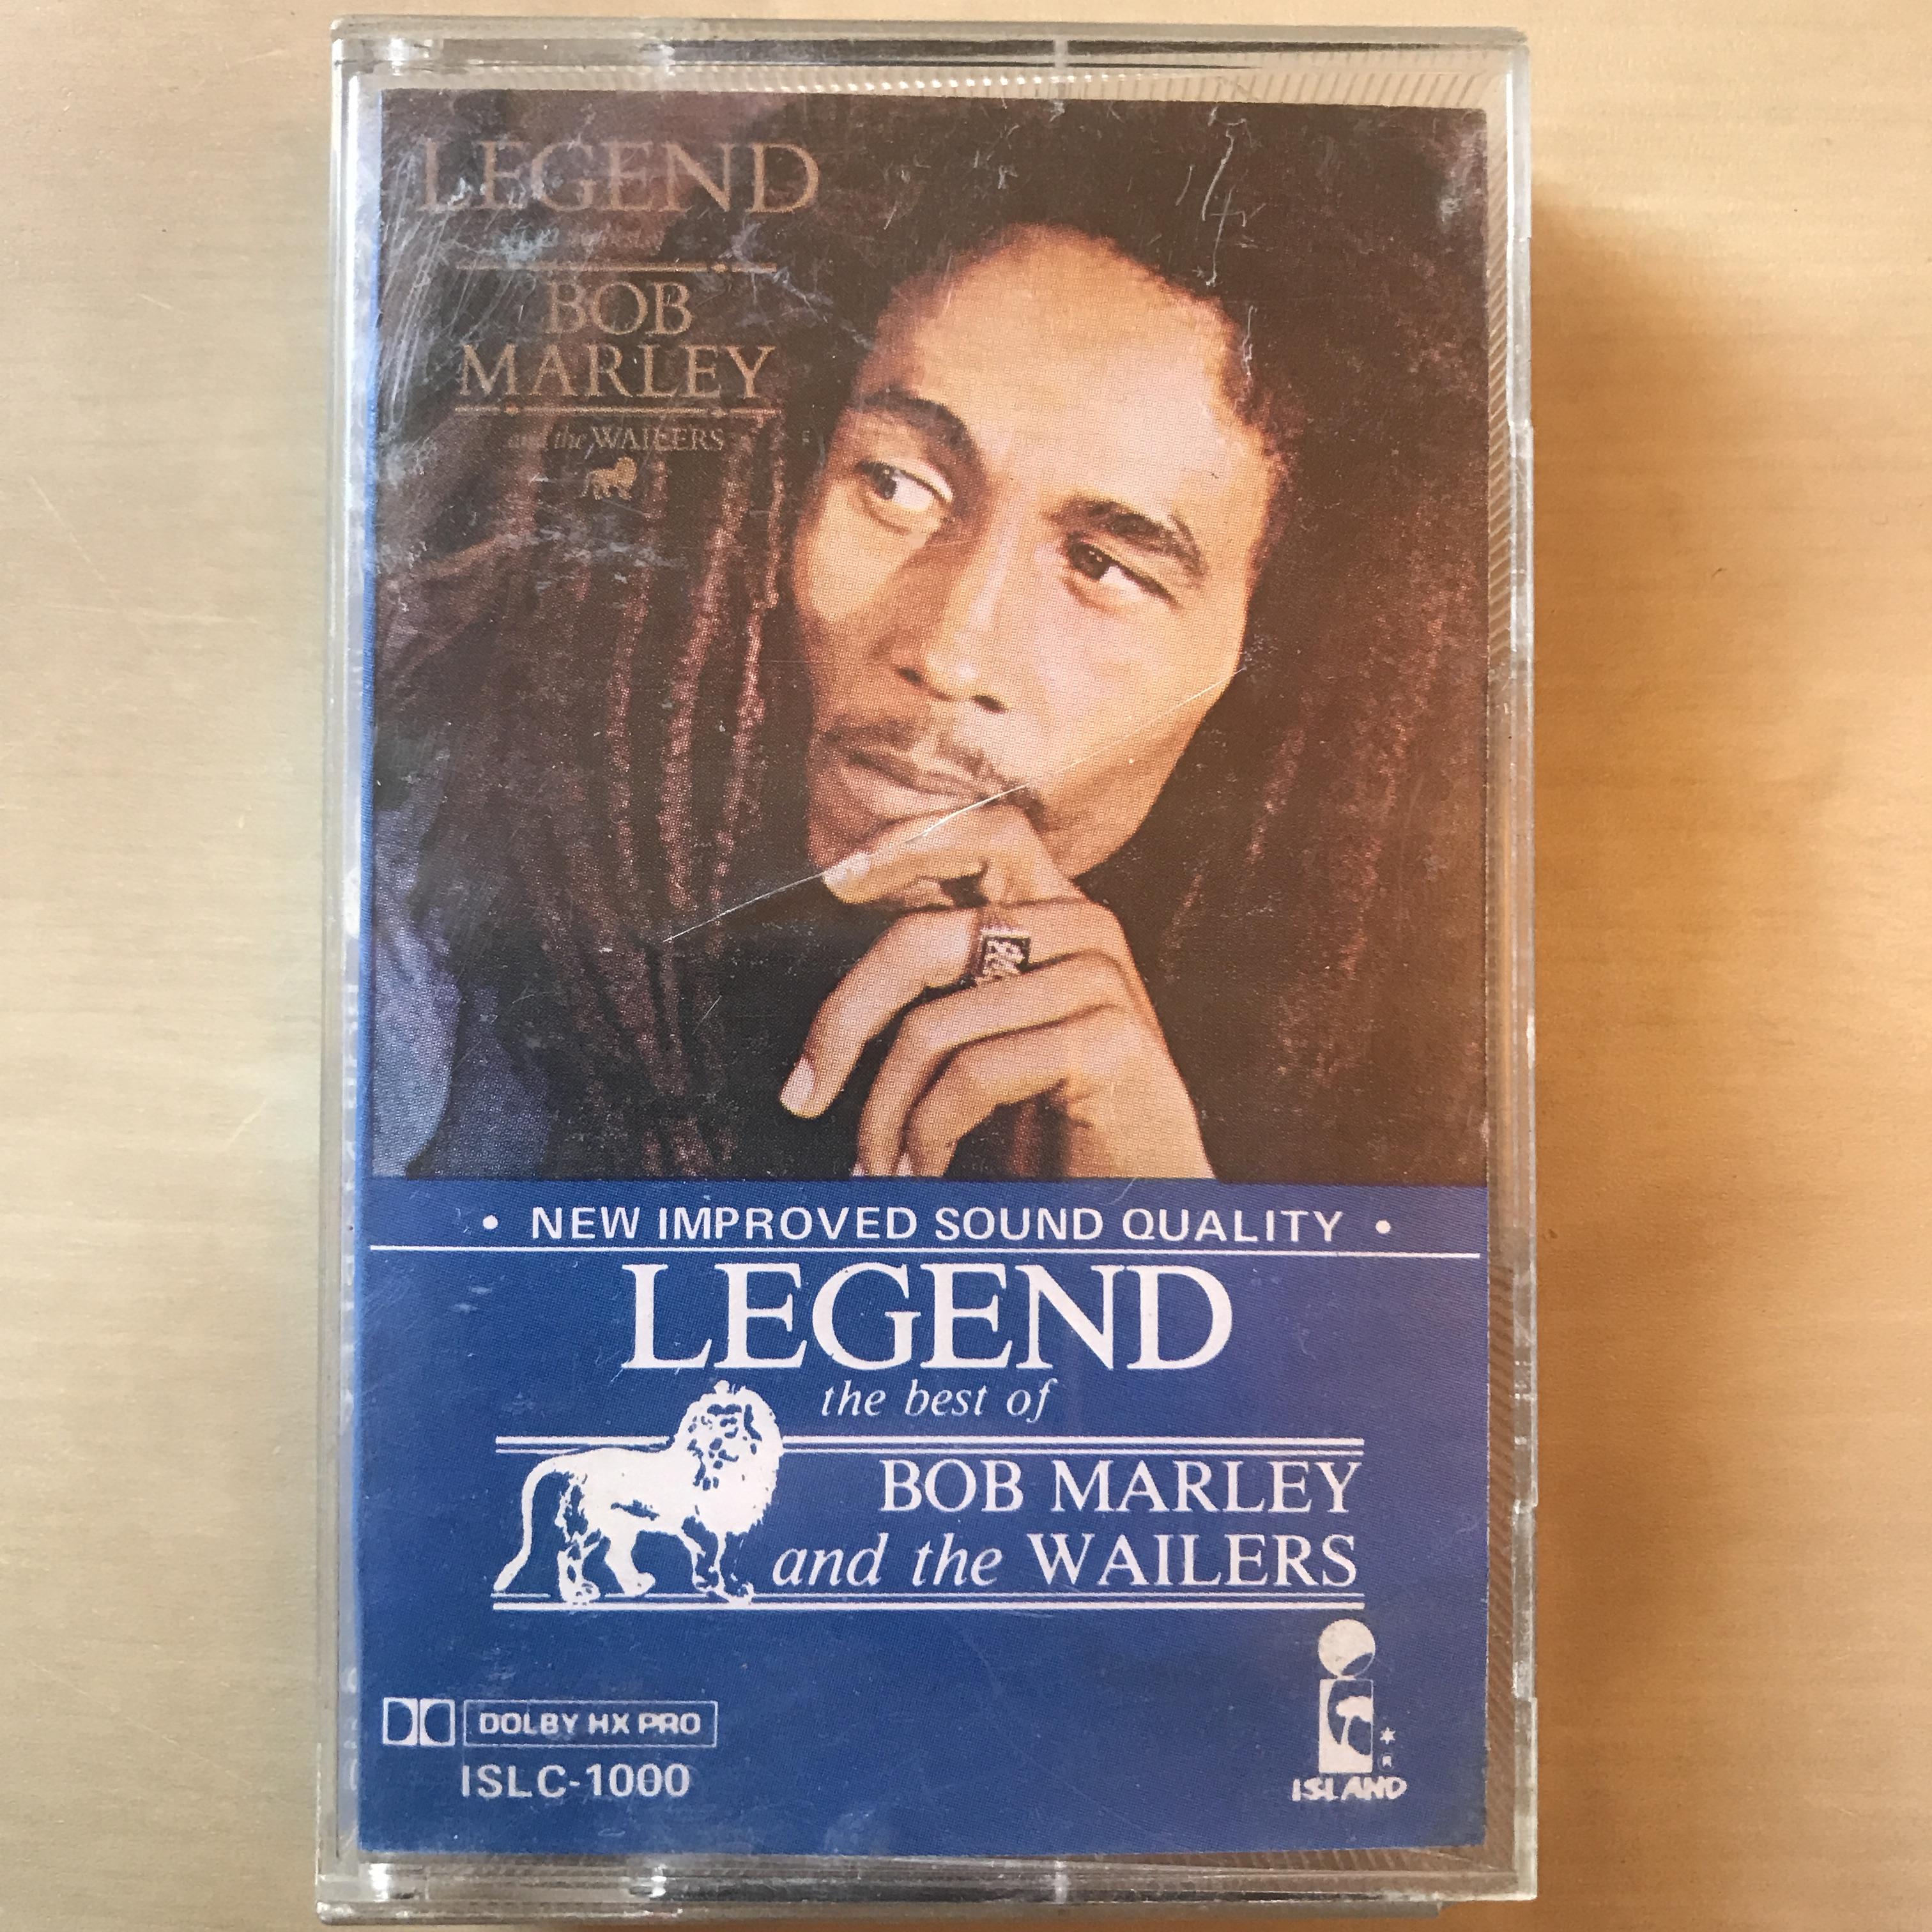 LEGEND
BOB
MARLEY
and the WAILERS
• NEW IMPROVED SOUND QUALITY •
LEGEND
the best of
BOB MARLEY
and the WAILERS
DOLBY HX PRO
ISLC-1000
R
ISLAND